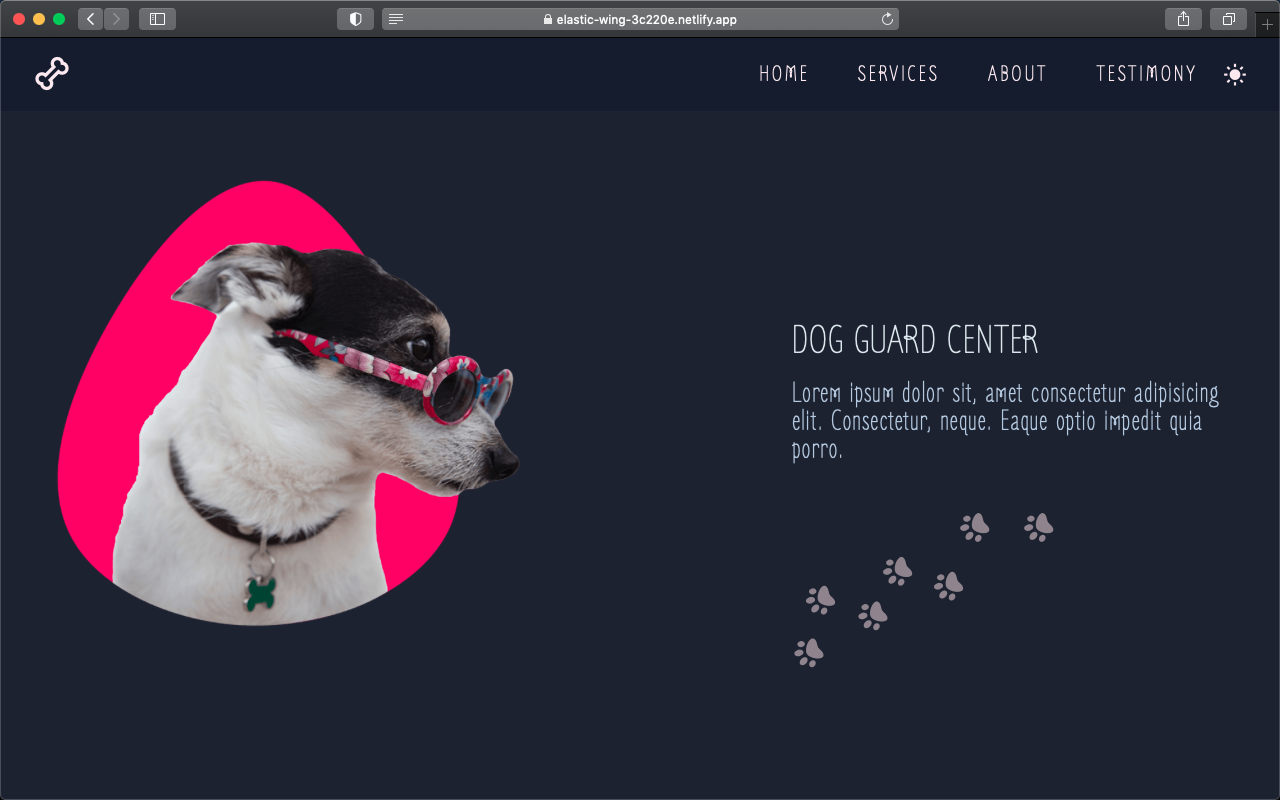 elastic-wing-3c220e.netlify.app
HOME SERVICES ABOUT TESTIMONY
DOG GUARD CENTER
Lorem ipsum dolor sit, amet consectetur adipisicing
elit. Consectetur, neque. Eaque optio impedit quia
porro.